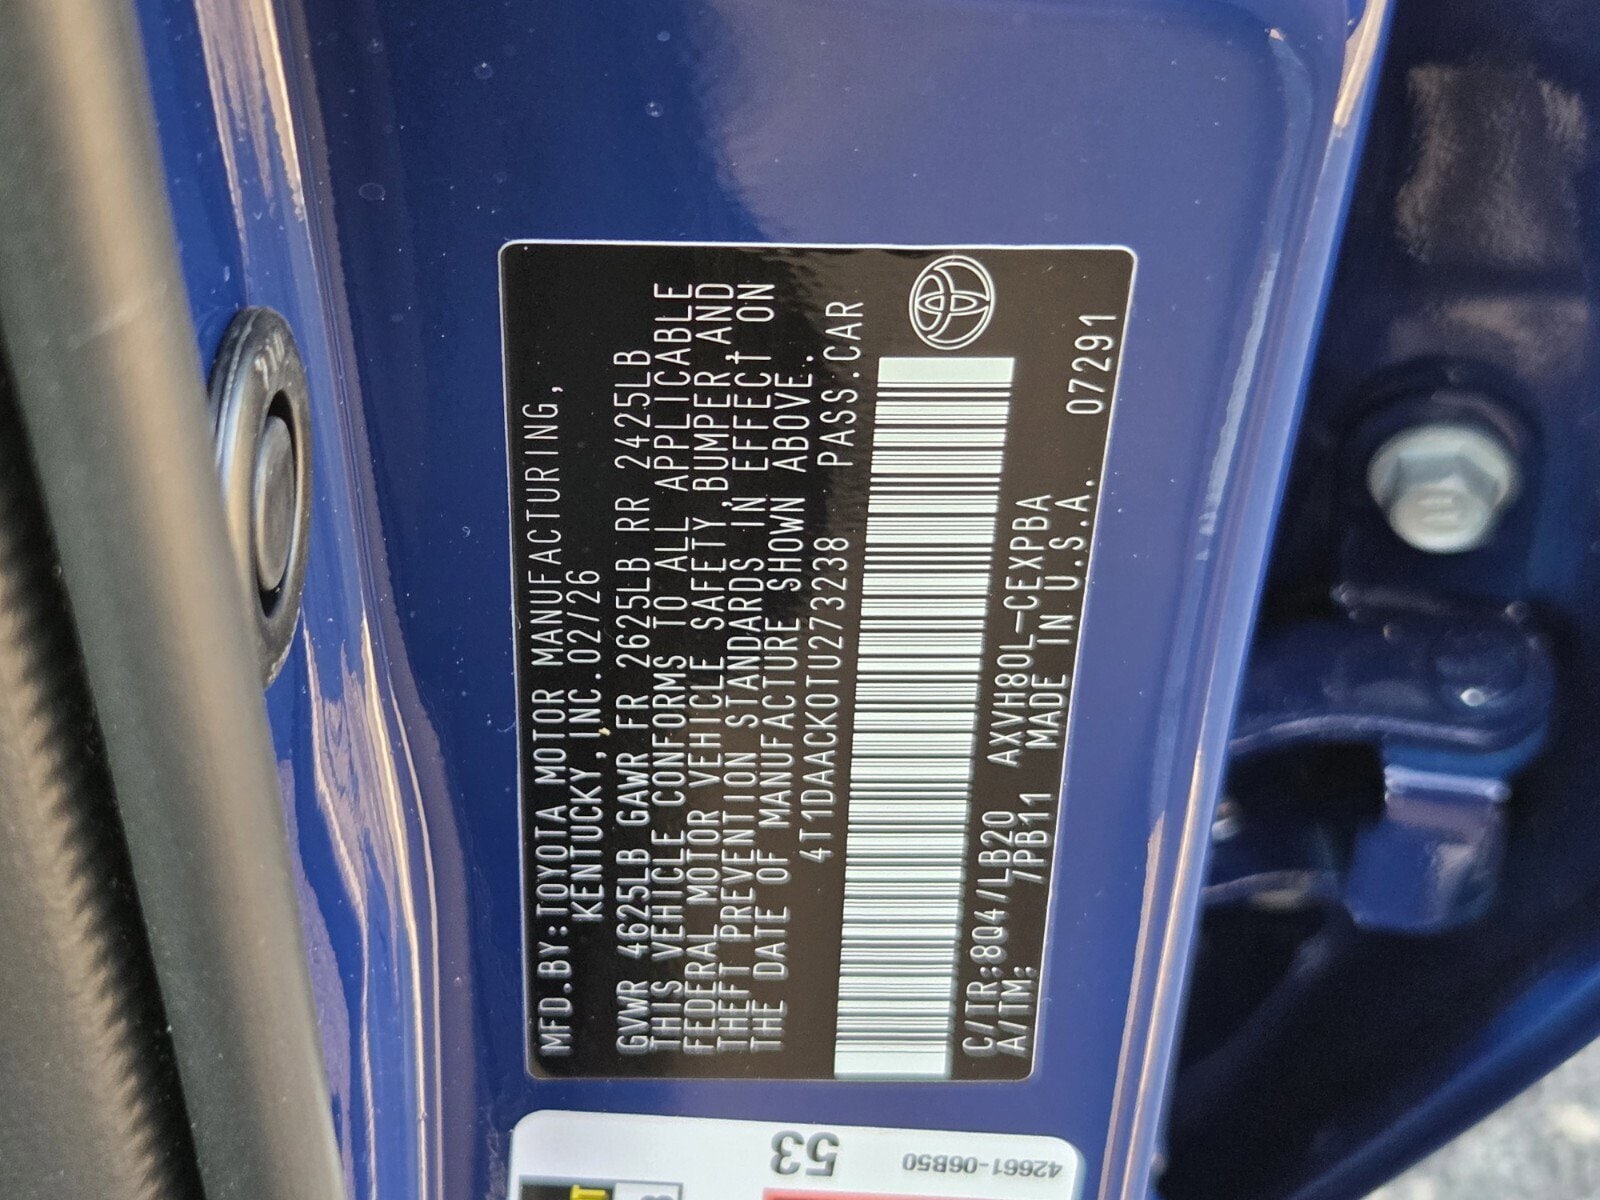 MFD.BY:TOYOTA MOTOR MANUFACTURING,
KENTUCKY,INC.02/26
GVWR 4625LB GAWR FR 2625LB RR 2425LB
THIS VEHICLE CONFORMS TO ALL APPLICABLE
FEDERAL MOTOR VEHICLE SAFETY,BUMPER,AND
THEFT PREVENTION STANDARDS IN EFFECT ON
THE DATE OF MANUFACTURE SHOWN ABOVE.
4T1DAACK0TU273238 PASS.CAR
C/TR:8Q4/LB20 AXVH80L-CEXPBA
A/TM: /PB11 MADE IN U.S.A. 07291
53
42661-06B50